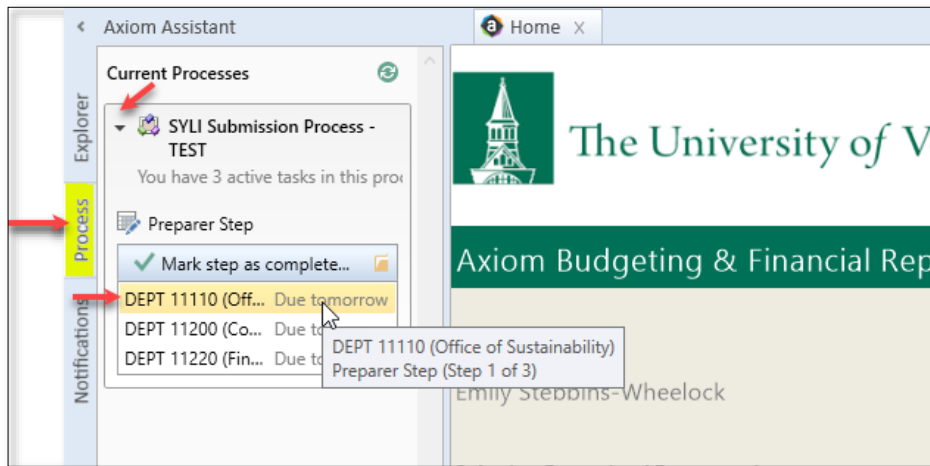 Axiom Assistant
Home
Current Processes
Explorer
SYLI Submission Process -
TEST
You have 3 active tasks in this
Process
Preparer Step
Mark step as complete...
DEPT 11110 (Off... Due tomorrow
DEPT 11200 (Co... Due
DEPT 11220 (Fin... Due
Notifications
DEPT 11110 (Office of Sustainability)
Preparer Step (Step 1 of 3)
The University of V
Axiom Budgeting & Financial Rep
Emily Stebbins-Wheelock